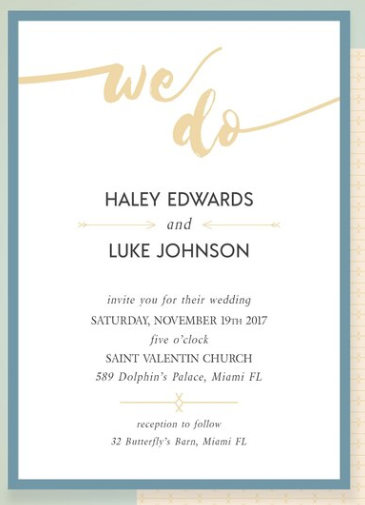 we
do
HALEY EDWARDS
and
LUKE JOHNSON
invite you for their wedding
SATURDAY, NOVEMBER 19TH 2017
five o'clock
SAINT VALENTIN CHURCH
589 Dolphin's Palace, Miami FL
reception to follow
32 Butterfly's Barn, Miami FL